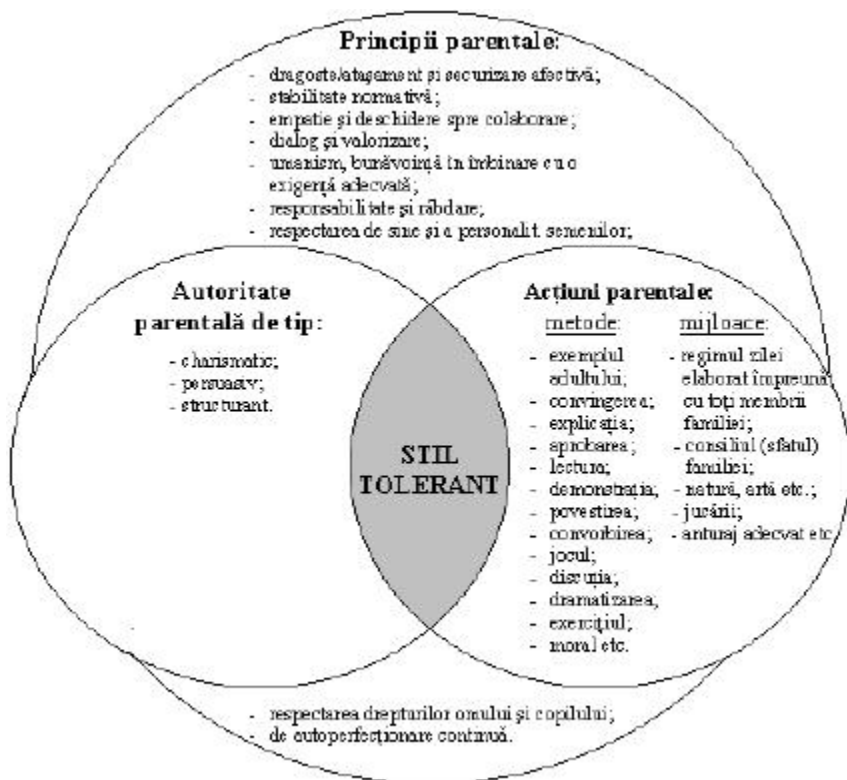 Principii parentale:
- dragoste/atașament și securizare afectivă;
- stabilitate normativă;
- empatie și deschidere spre colaborare;
- dialog și valorizare;
- umanism, bunăvoință în îmbinare cu o
exigență adecvată;
- responsabilitate și răbdare;
- respectarea de sine și a personalit. semenilor;
Autoritate
parentală de tip:
- charismatic;
- persuasiv;
- structurant.
STIL
TOLERANT
Acțiuni parentale:
metode:
- exemplul
adultului;
- convingerea;
- explicația;
- aprobarea;
- lectura;
- demonstrația;
- povestirea;
- convorbirea;
- jocul;
- discuția;
- dramatizarea;
- exercițiul;
- moral etc.
mijloace:
- regimul zilei
elaborat împreună
cu toți membrii
familiei;
- consiliul (sfatul)
familiei;
- natură, artă etc.;
- jucării;
- anturaj adecvat etc
- respectarea drepturilor omului și copilului;
- de autoperfecționare continuă.